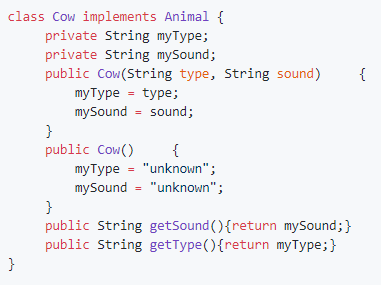 class Cow implements Animal {
     private String myType;
     private String mySound;
     public Cow(String type, String sound)     {
         myType = type;
         mySound = sound;
     }
     public Cow()     {
         myType = "unknown";
         mySound = "unknown";
     }
     public String getSound(){return mySound;}
     public String getType(){return myType;}
}